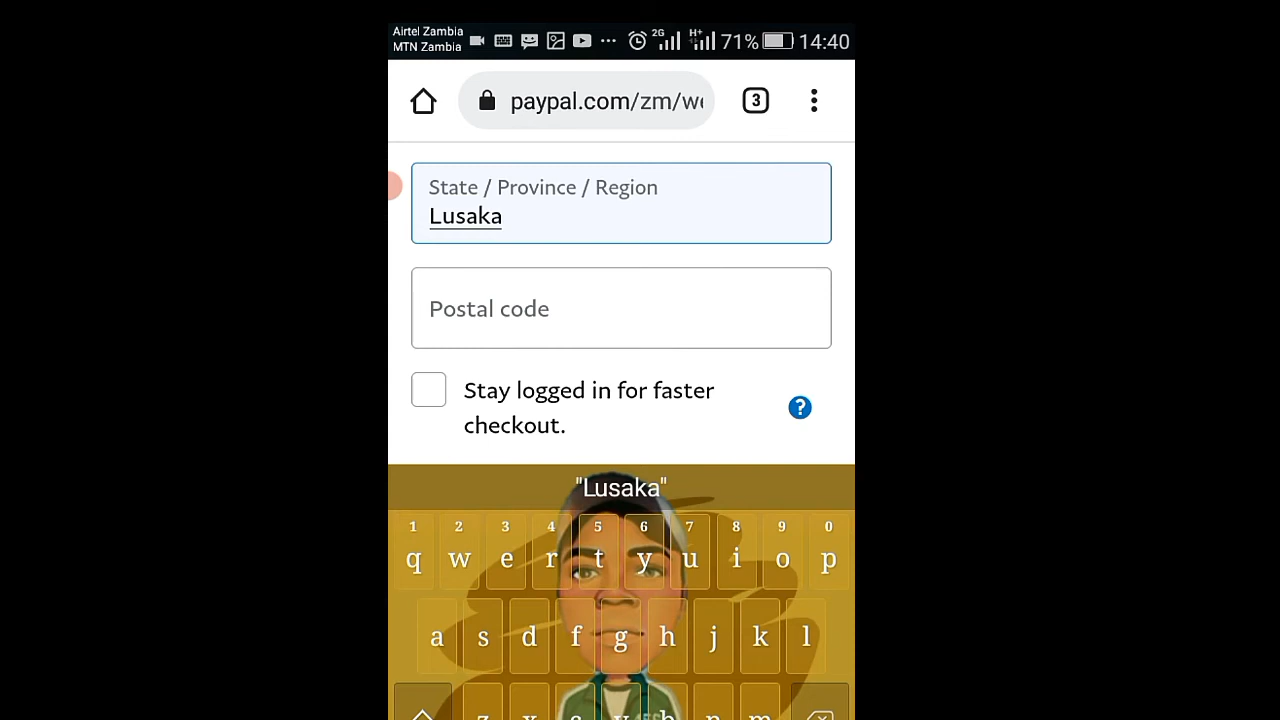 Airtel Zambia
MTN Zambia
2G H+ 71% 14:40
paypal.com/zm/we
3
State / Province / Region
Lusaka
Postal code
Stay logged in for faster
checkout.
?
"Lusaka"
1 2 3 4 5 6 7 8 9 0
q w e r t y u i o p
a s d f g h j k l
z x c v b n m